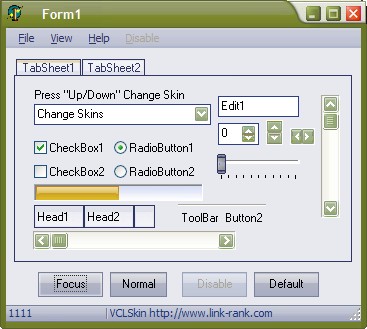 Form1
File View Help Disable
TabSheet1 TabSheet2
Press "Up/Down" Change Skin
Change Skins
Edit1
0
CheckBox1 RadioButton1
CheckBox2 RadioButton2
Head1 Head2
ToolBar Button2
Focus Normal Disable Default
1111 VCLSkin http://www.link-rank.com